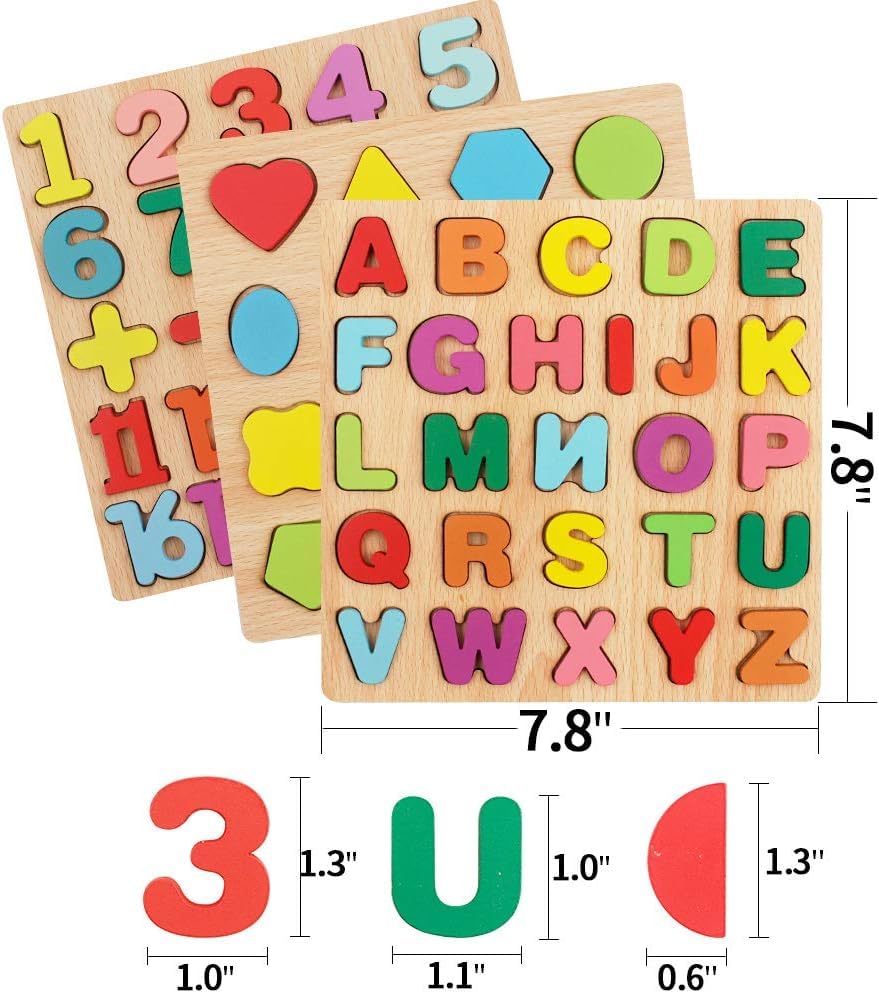 1 2 3 4 5
6 7
+ -
11
16
A B C D E
F G H I J K
L M N O P
Q R S T U
V W X Y Z
7.8"
7.8"
3 1.3" U 1.0" 1.3"
1.0" 1.1" 0.6"